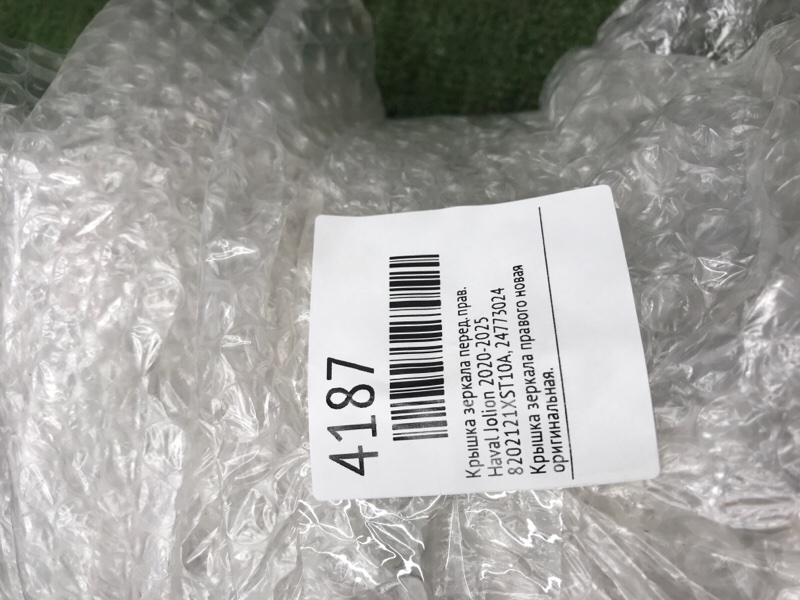 4187
Крышка зеркала перед.прав.
Haval Jolion 2020-2025
8202121XST10A, 24773024
Крышка зеркала правого новая
оригинальная.